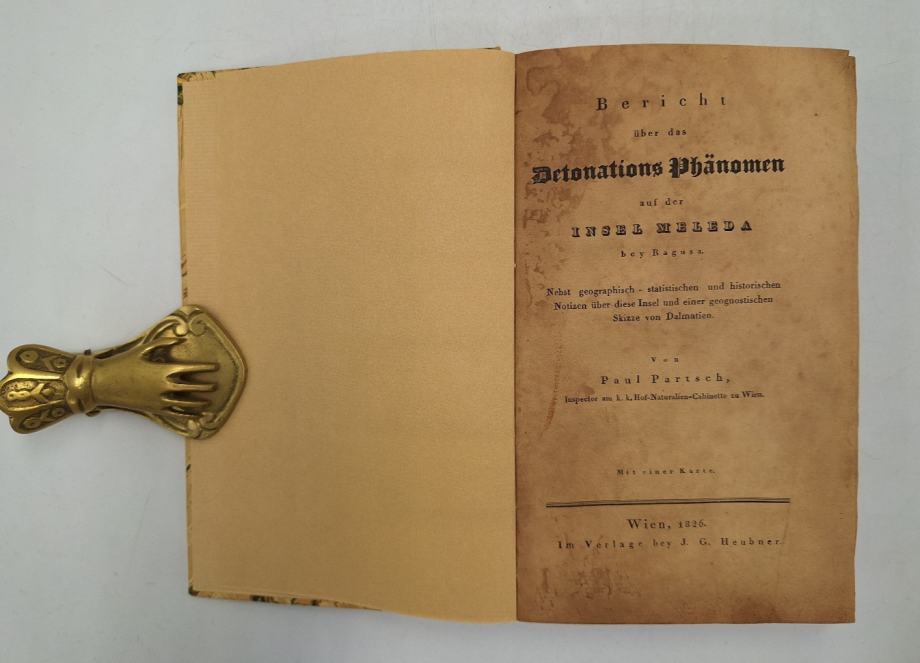 Bericht
über das
Detonations Phänomen
auf der
INSEL MELEDA
bey Ragusa.
Nebst geographisch - statistischen und historischen
Notizen über diese Insel und einer geognostischen
Skizze von Dalmatien.
Von
Paul Partsch,
Inspector am k. k. Hof-Naturalien-Cabinette zu Wien.
Mit einer Karte.
Wien, 1826.
Im Verlage bey J. G. Heubner.